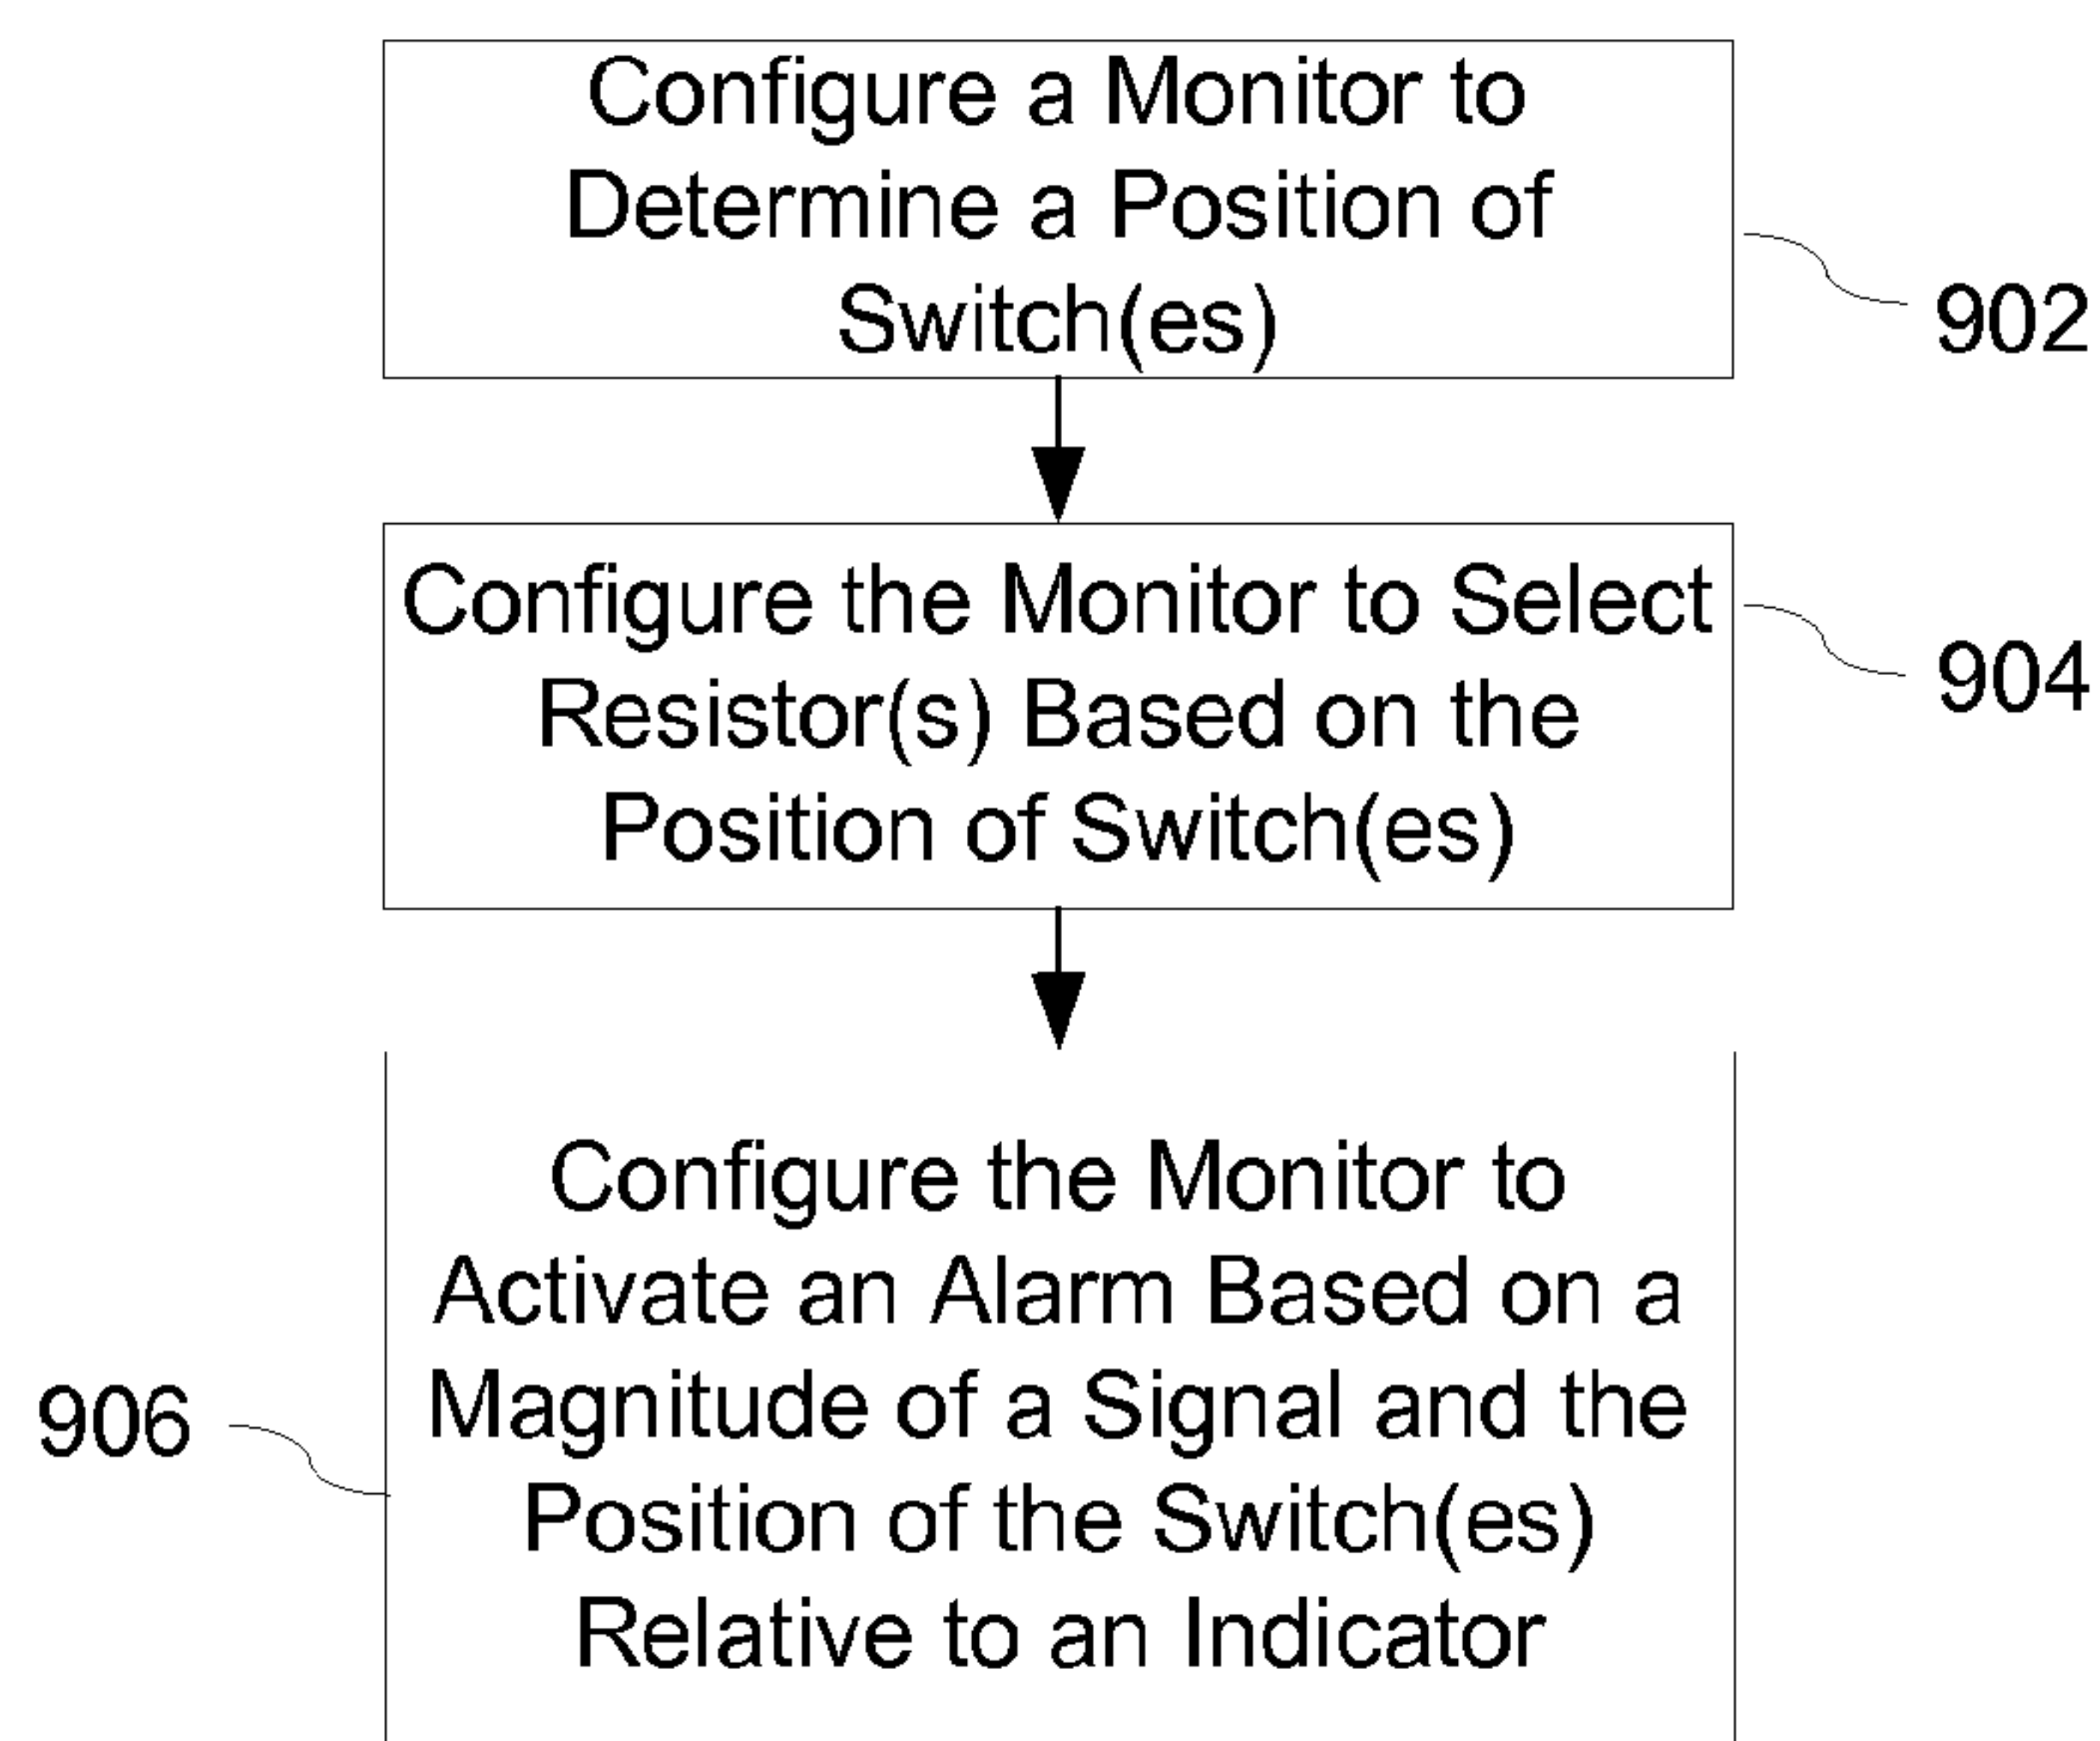 Configure a Monitor to
Determine a Position of
Switch(es)
902
Configure the Monitor to Select
Resistor(s) Based on the
Position of Switch(es)
904
Configure the Monitor to
Activate an Alarm Based on a
Magnitude of a Signal and the
Position of the Switch(es)
Relative to an Indicator
906